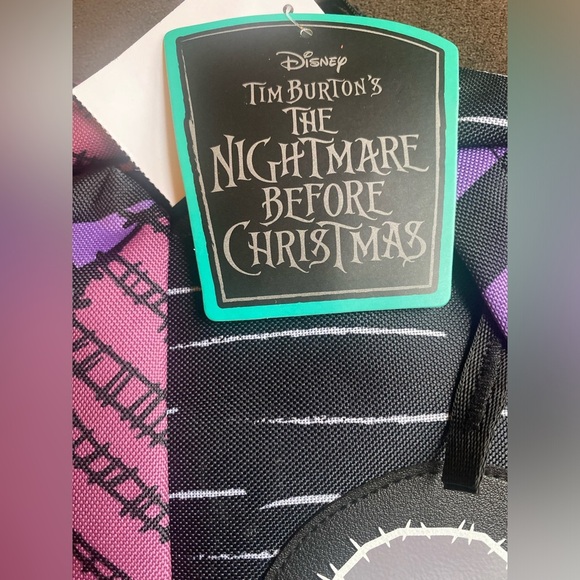 Disney
TIM BURTON'S
THE
NIGHTMARE
BEFORE
CHRISTMAS